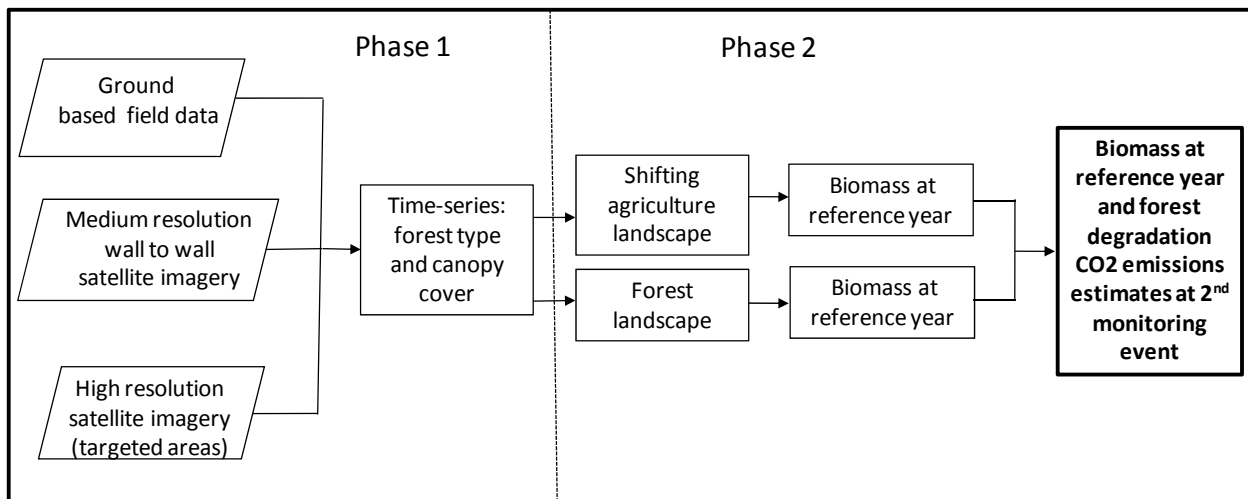 Phase 1
Ground
based field data
Medium resolution
wall to wall
satellite imagery
High resolution
satellite imagery
(targeted areas)
Time-series:
forest type
and canopy
cover
Phase 2
Shifting
agriculture
landscape
Biomass at
reference year
Forest
landscape
Biomass at
reference year
Biomass at
reference year
and forest
degradation
CO2 emissions
estimates at 2nd
monitoring
event